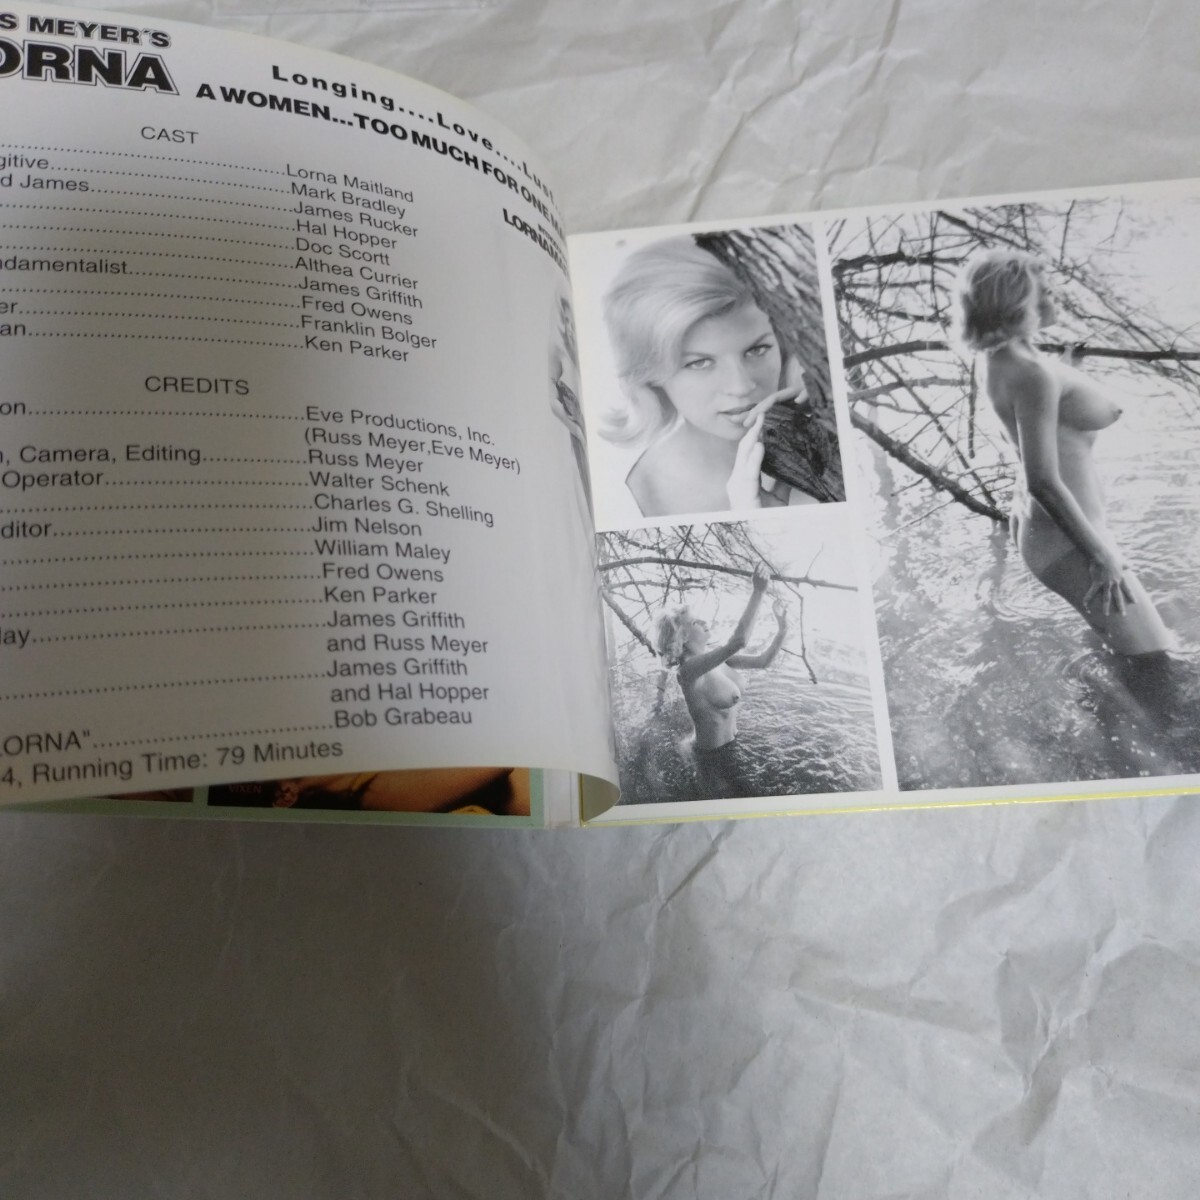 S MEYER'S
ORNA
Longing....Love....Lust.
A WOMEN...TOO MUCH FOR ONE MA
LORNAMA
CAST
Lorna Maitland
gitive Mark Bradley
d James James Rucker
Hal Hopper
Doc Scortt
Althea Currier
ndamentalist James Griffith
Fred Owens
er Franklin Bolger
an Ken Parker
CREDITS
on Eve Productions, Inc.
(Russ Meyer,Eve Meyer)
n, Camera, Editing Russ Meyer
Operator Walter Schenk
Charles G. Shelling
ditor Jim Nelson
William Maley
Fred Owens
Ken Parker
lay James Griffith
and Russ Meyer
James Griffith
and Hal Hopper
LORNA" Bob Grabeau
4, Running Time: 79 Minutes
VIXEN